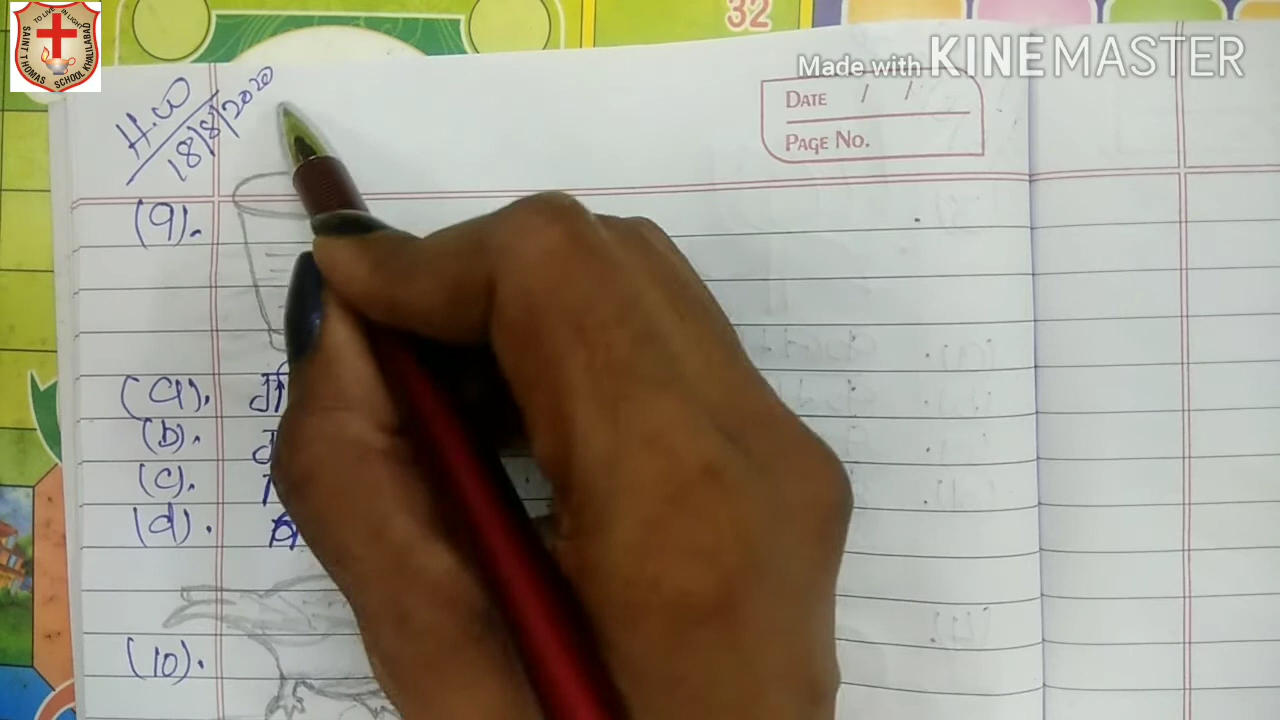 TO LIVE IN LIGHT
SAINT THOMAS SCHOOL KHALILABAD
32
Made with KINEMASTER
H.W
18/8/2020
DATE / /
PAGE No.
(9).
(a).
(b).
(c).
(d).
(10).